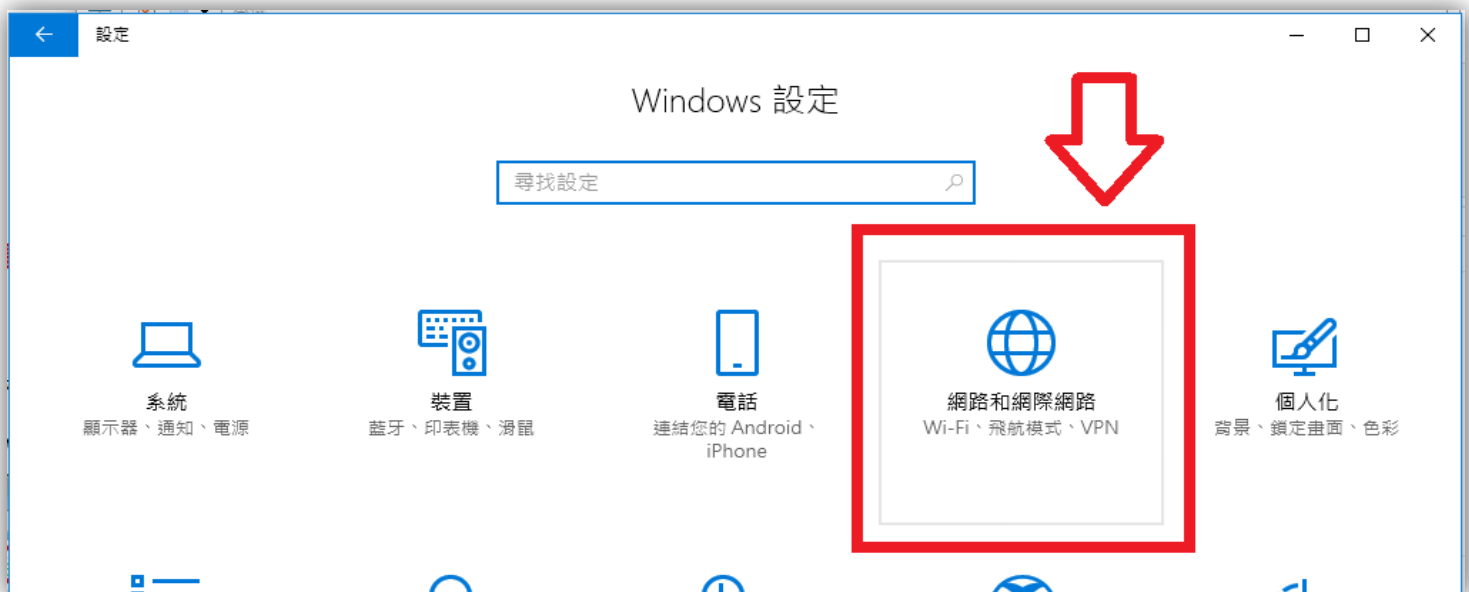 設定
Windows 設定
尋找設定
系統
顯示器、通知、電源
裝置
藍牙、印表機、滑鼠
電話
連結您的 Android、
iPhone
網路和網際網路
Wi-Fi、飛航模式、VPN
個人化
背景、鎖定畫面、色彩